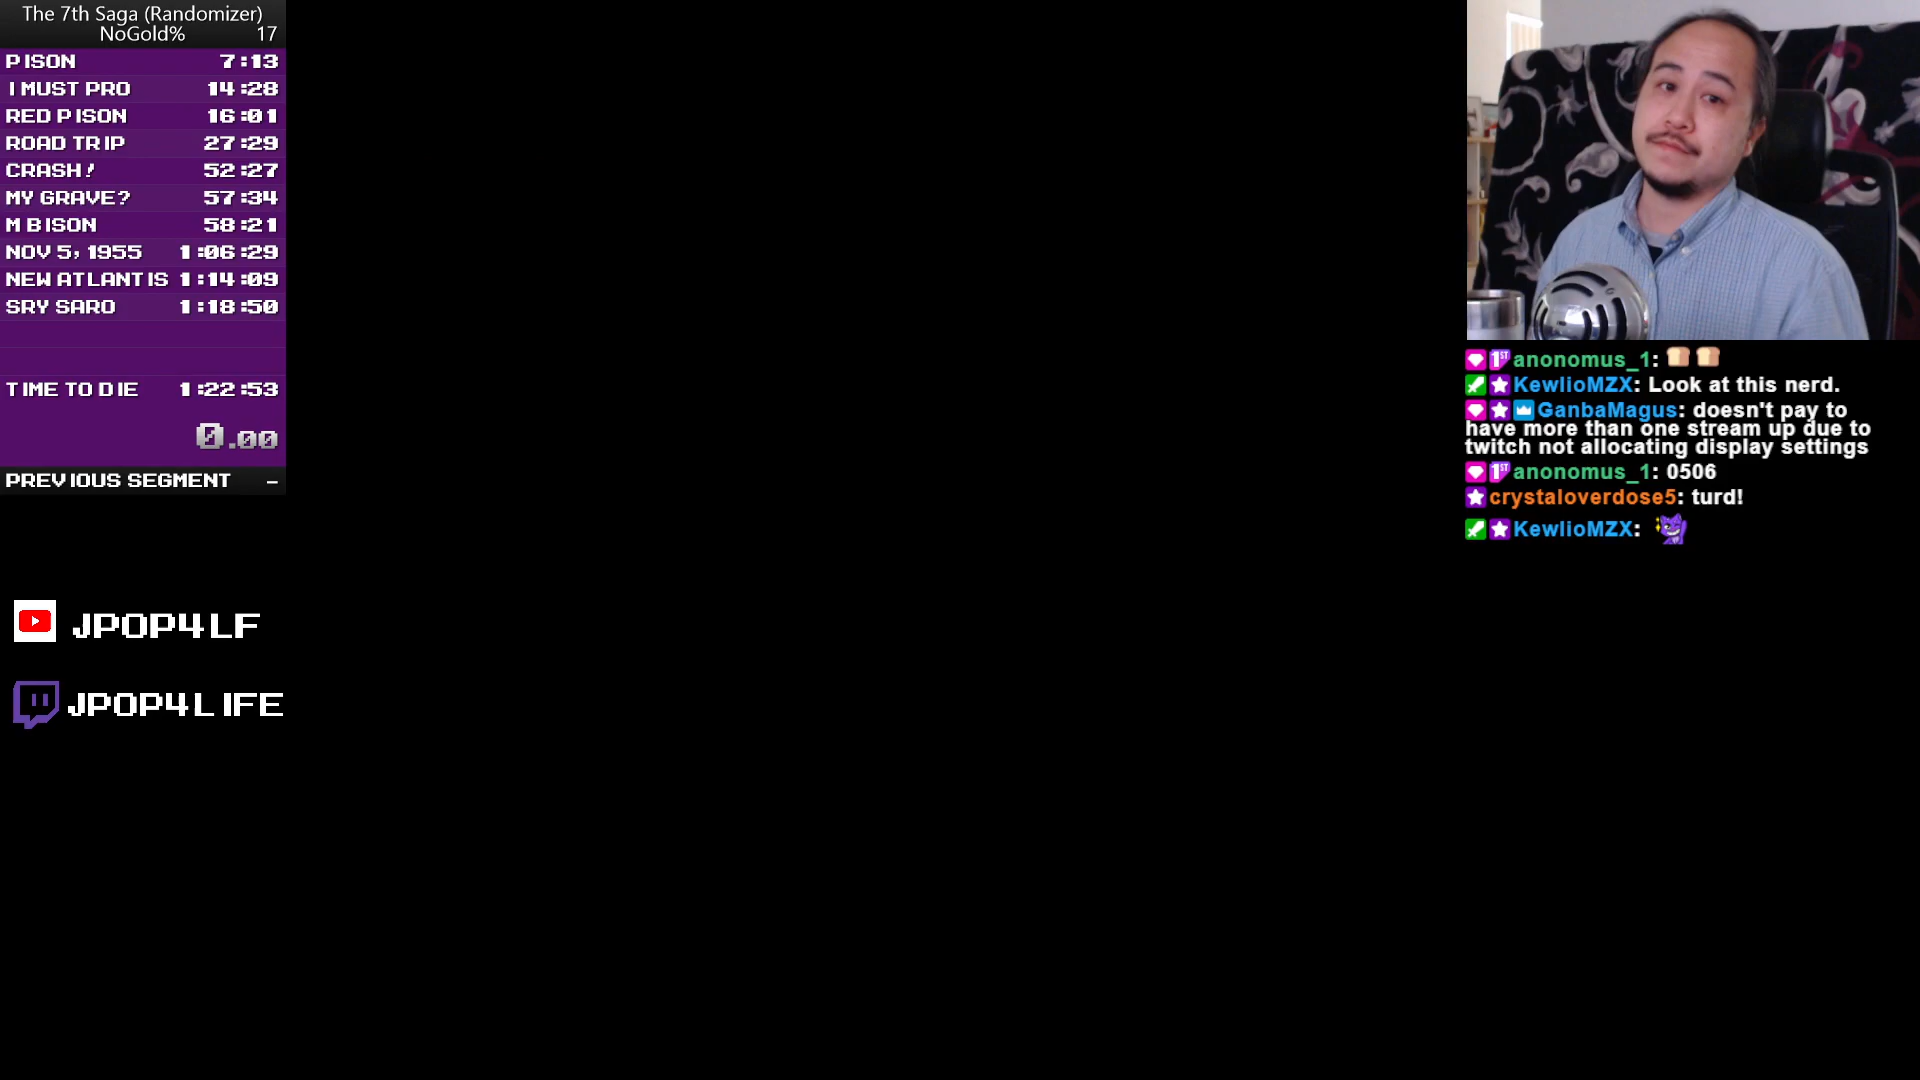 The 7th Saga (Randomizer)
NoGold% 17
PISON 7:13
I MUST PRO 14:28
RED PISON 16:01
ROAD TRIP 27:29
CRASH! 52:27
MY GRAVE? 57:34
M BISON 58:21
NOV 5, 1955 1:06:29
NEW ATLANTIS 1:14:09
SRY SARO 1:18:50
TIME TO DIE 1:22:53
0.00
PREVIOUS SEGMENT -
JPOP4LF
JPOP4LIFE
1ST anonomus_1:
KewlioMZX: Look at this nerd.
GanbaMagus: doesn't pay to
have more than one stream up due to
twitch not allocating display settings
1ST anonomus_1: 0506
crystaloverdose5: turd!
KewlioMZX: